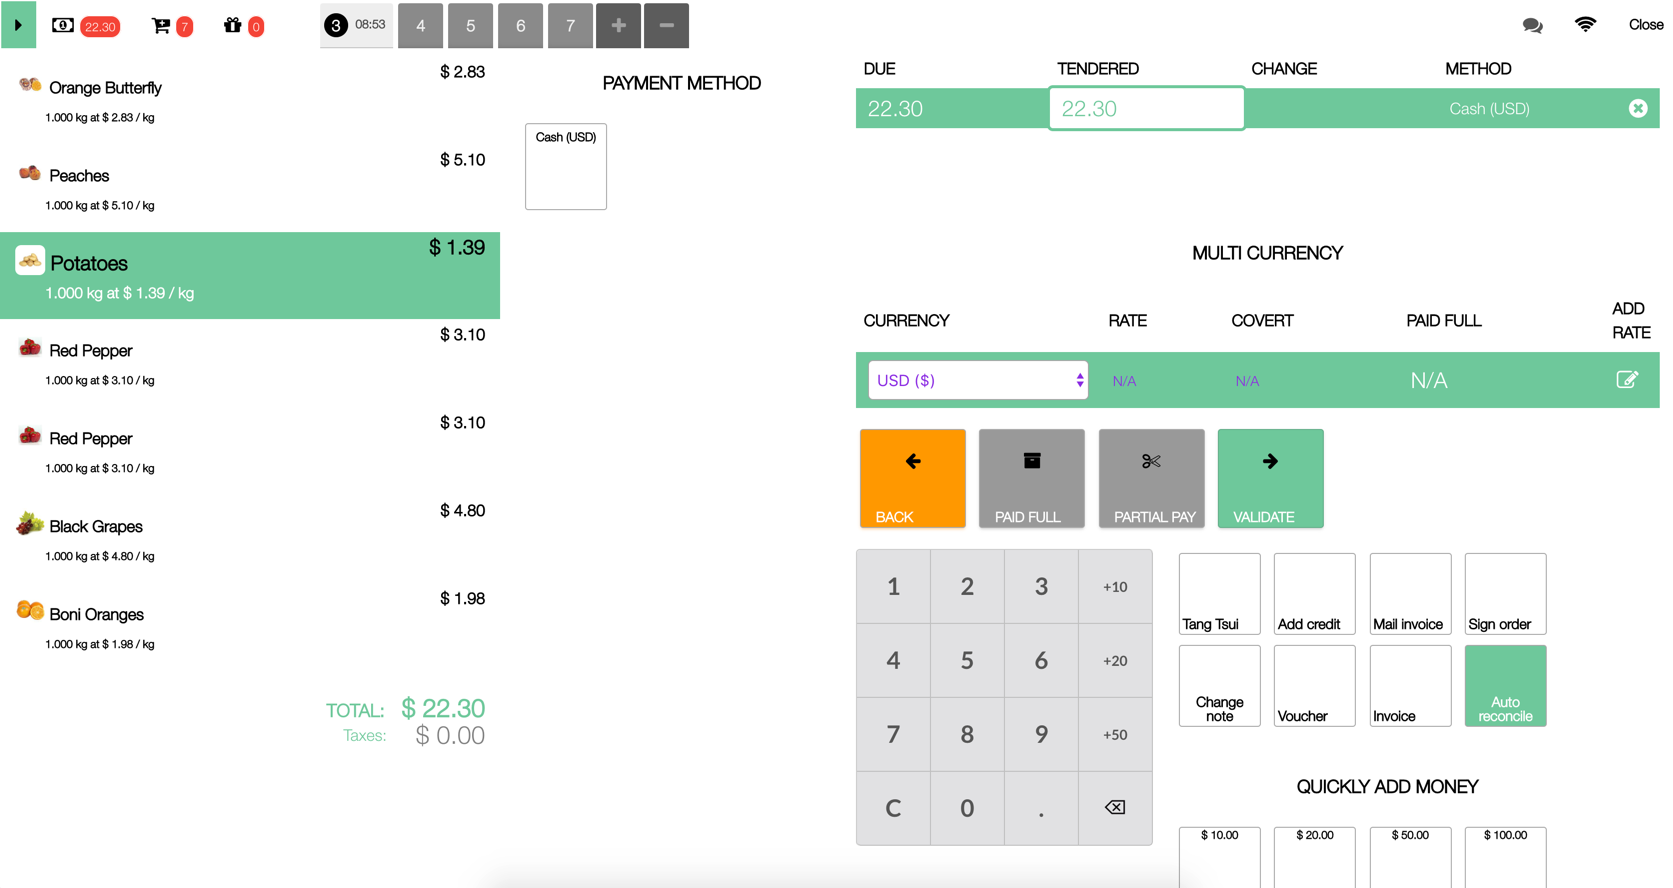 22.30
7
0
3 08:53
4
5
6
7
+
−
Close
Orange Butterfly
$ 2.83
1.000 kg at $ 2.83 / kg
Peaches
$ 5.10
1.000 kg at $ 5.10 / kg
Potatoes
$ 1.39
1.000 kg at $ 1.39 / kg
Red Pepper
$ 3.10
1.000 kg at $ 3.10 / kg
Red Pepper
$ 3.10
1.000 kg at $ 3.10 / kg
Black Grapes
$ 4.80
1.000 kg at $ 4.80 / kg
Boni Oranges
$ 1.98
1.000 kg at $ 1.98 / kg
TOTAL: $ 22.30
Taxes: $ 0.00
PAYMENT METHOD
Cash (USD)
DUE TENDERED CHANGE METHOD
22.30 22.30 Cash (USD)
MULTI CURRENCY
CURRENCY RATE COVERT PAID FULL ADD
RATE
USD ($) N/A N/A N/A
BACK
PAID FULL
PARTIAL PAY
VALIDATE
1 2 3 +10
4 5 6 +20
7 8 9 +50
C 0 .
Tang Tsui
Add credit
Mail invoice
Sign order
Change
note
Voucher
Invoice
Auto
reconcile
QUICKLY ADD MONEY
$ 10.00
$ 20.00
$ 50.00
$ 100.00